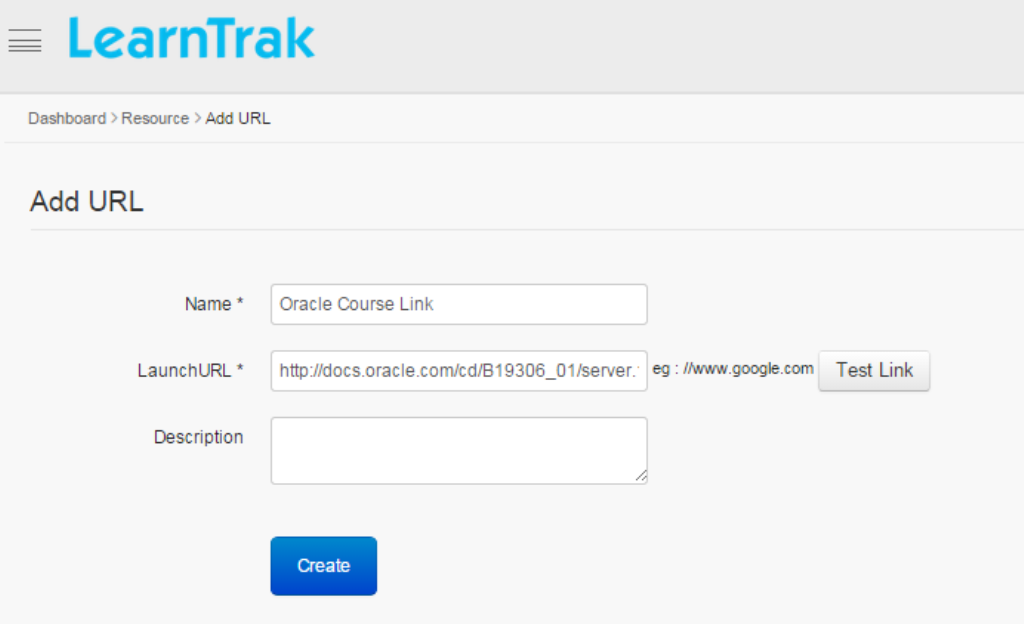 LearnTrak
Dashboard > Resource > Add URL
Add URL
Name * Oracle Course Link
LaunchURL * http://docs.oracle.com/cd/B19306_01/server. eg : //www.google.com Test Link
Description
Create